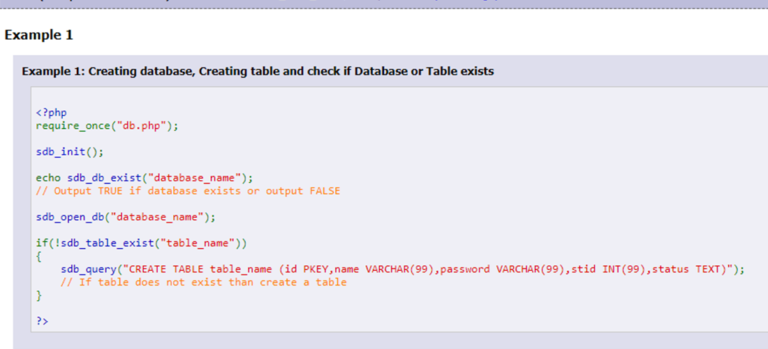 Example 1
Example 1: Creating database, Creating table and check if Database or Table exists
<?php
require_once("db.php");
sdb_init();
echo sdb_db_exist("database_name");
// Output TRUE if database exists or output FALSE
sdb_open_db("database_name");
if(!sdb_table_exist("table_name"))
{
sdb_query("CREATE TABLE table_name (id PKEY,name VARCHAR(99),password VARCHAR(99),stid INT(99),status TEXT)");
// If table does not exist than create a table
}
?>